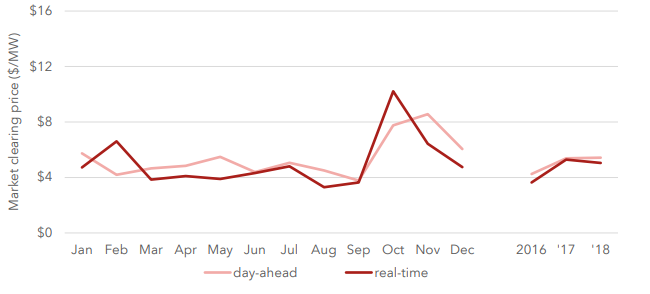 $16
$12
$8
$4
$0
Market clearing price ($/MW)
Jan Feb Mar Apr May Jun Jul Aug Sep Oct Nov Dec 2016 '17 '18
day-ahead real-time